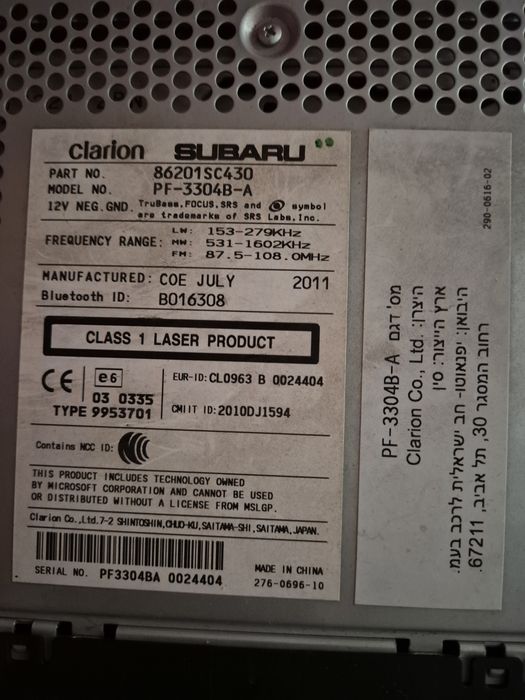 clarion SUBARU
PART NO. 86201SC430
MODEL NO. PF-3304B-A
12V NEG.GND. TruBass,FOCUS,SRS and symbol
are trademarks of SRS Labs,Inc.
FREQUENCY RANGE: LW: 153-279KHz
MW: 531-1602KHz
FM: 87.5-108.0MHz
MANUFACTURED: COE JULY 2011
Bluetooth ID: B016308
CLASS 1 LASER PRODUCT
CE e6 EUR-ID:CL0963 B 0024404
03 0335
TYPE 9953701 CMIIT ID:2010DJ1594
Contains NCC ID:
THIS PRODUCT INCLUDES TECHNOLOGY OWNED
BY MICROSOFT CORPORATION AND CANNOT BE USED
OR DISTRIBUTED WITHOUT A LICENSE FROM MSLGP.
Clarion Co.,Ltd.7-2 SHINTOSHIN,CHUO-KU,SAITAMA-SHI,SAITAMA,JAPAN.
SERIAL NO. PF3304BA 0024404
MADE IN CHINA
276-0696-10
290-0616-02
מס' דגם PF-3304B-A
היצרן: Clarion Co., Ltd.
ארץ הייצור: סין
היבואן: יפנאוטו- חב' ישראלית לרכב בעמ.
רחוב המסגר 30, תל אביב, 67211.